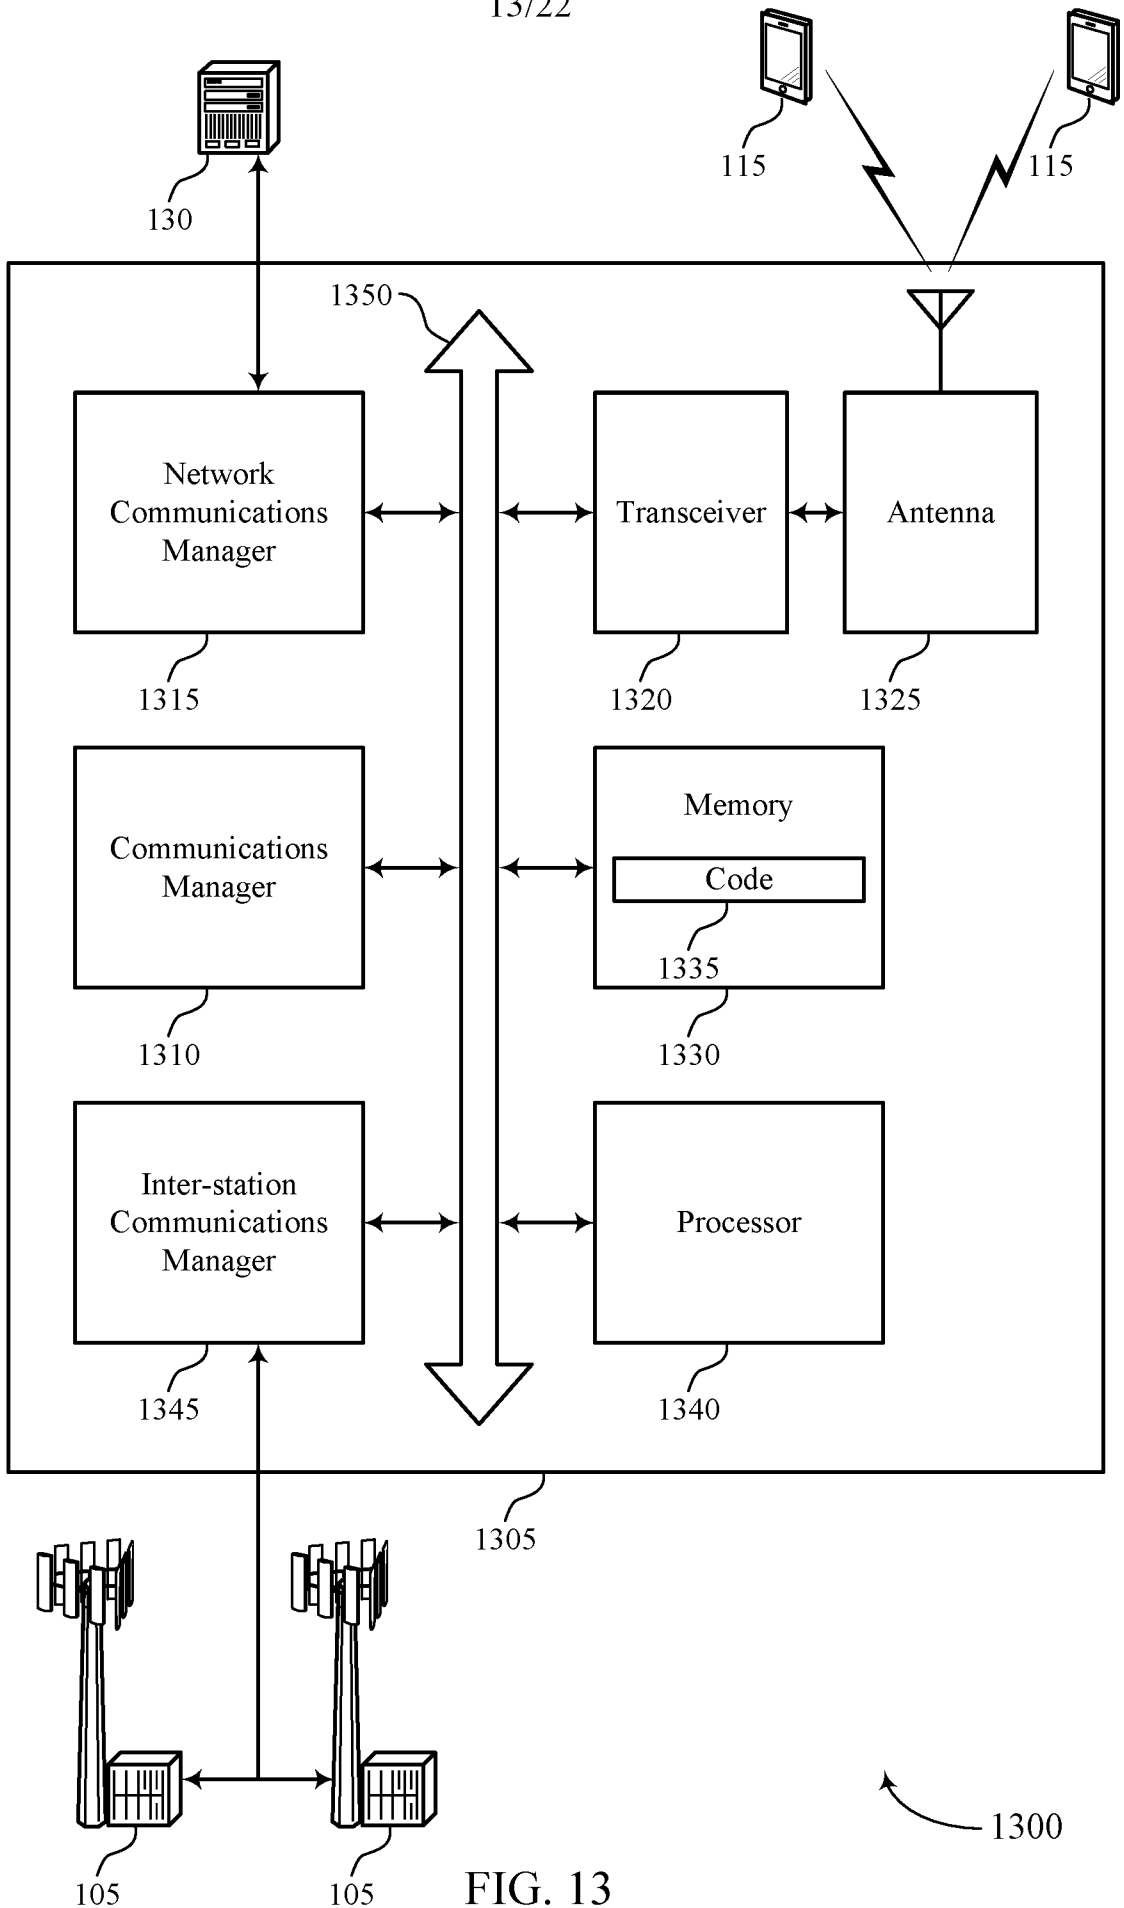 13/22
115
115
130
1350
Network
Communications
Manager
Transceiver
Antenna
1315
1320
1325
Communications
Manager
Memory
Code
1335
1310
1330
Inter-station
Communications
Manager
Processor
1345
1340
1305
1300
105
105
FIG. 13